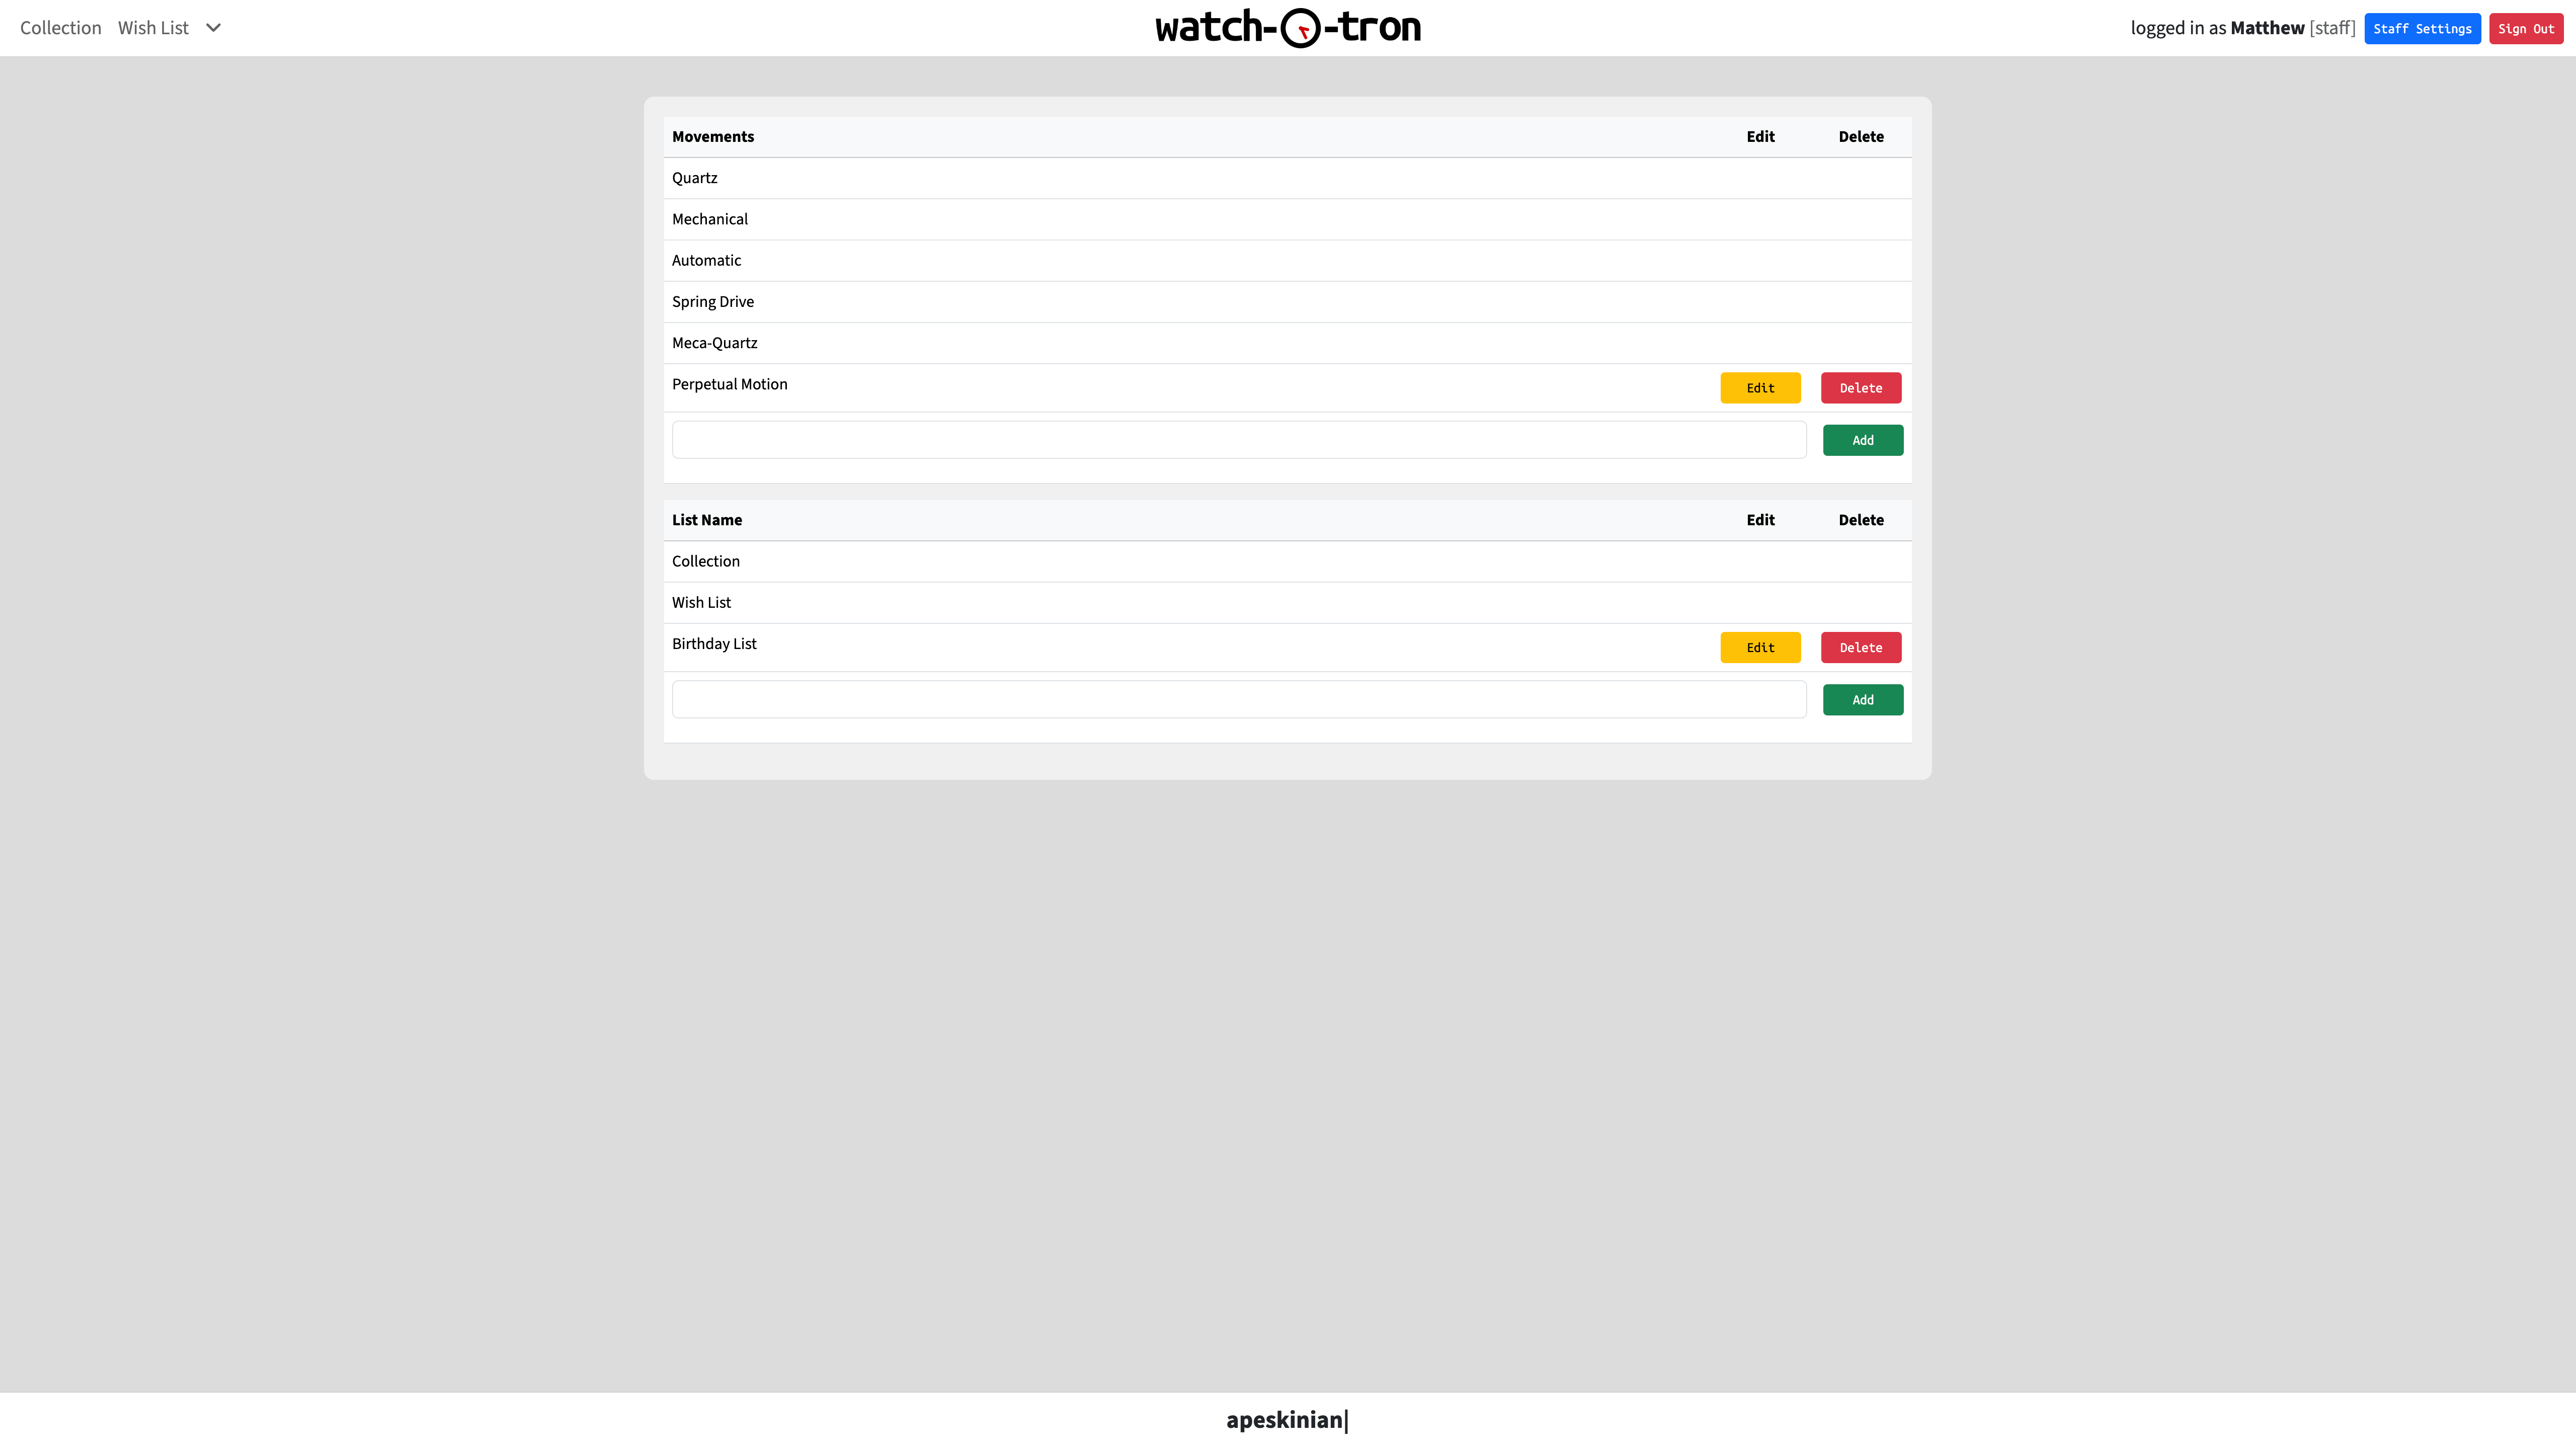 Collection Wish List watch-O-tron logged in as Matthew [staff] Staff Settings Sign Out
Movements Edit Delete
Quartz
Mechanical
Automatic
Spring Drive
Meca-Quartz
Perpetual Motion Edit Delete
Add
List Name Edit Delete
Collection
Wish List
Birthday List Edit Delete
Add
apeskinian|